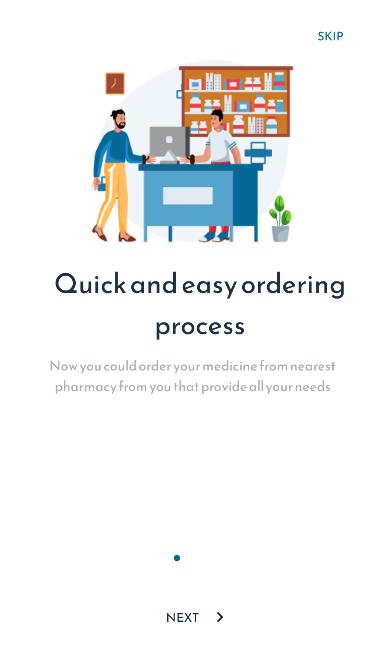 SKIP
Quick and easy ordering
process
Now you could order your medicine from nearest
pharmacy from you that provide all your needs
NEXT